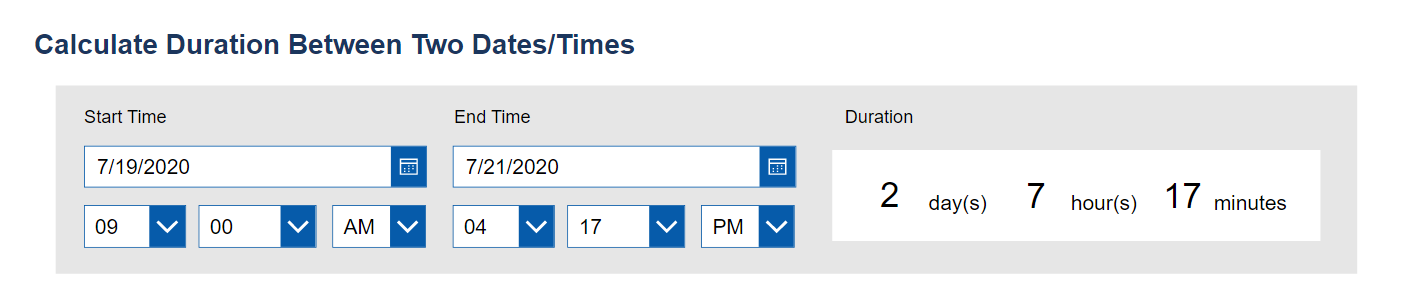 Calculate Duration Between Two Dates/Times
Start Time End Time Duration
7/19/2020 7/21/2020
2 day(s) 7 hour(s) 17 minutes
09 00 AM 04 17 PM